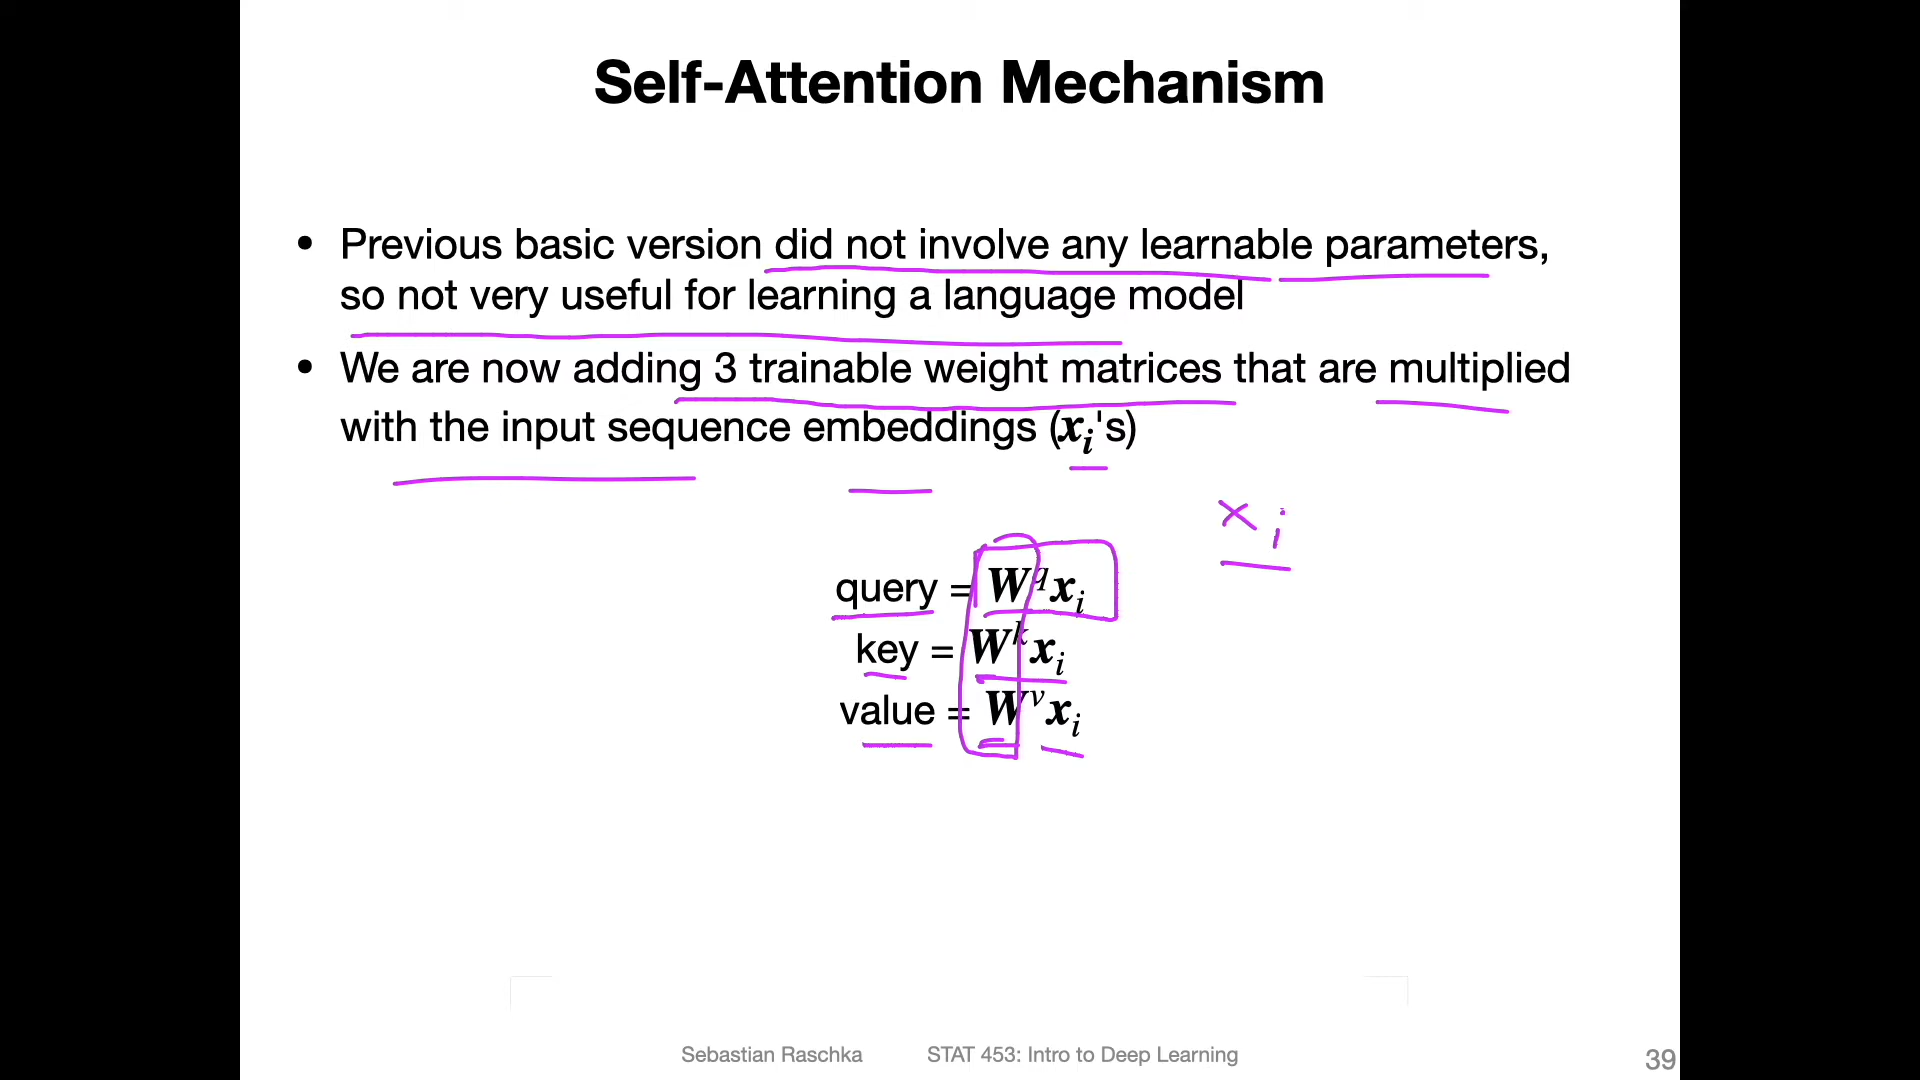 Self-Attention Mechanism
• Previous basic version did not involve any learnable parameters,
so not very useful for learning a language model
• We are now adding 3 trainable weight matrices that are multiplied
with the input sequence embeddings (xᵢ's)
xᵢ
query = W^q xᵢ
key = W^k xᵢ
value = W^v xᵢ
Sebastian Raschka STAT 453: Intro to Deep Learning 39